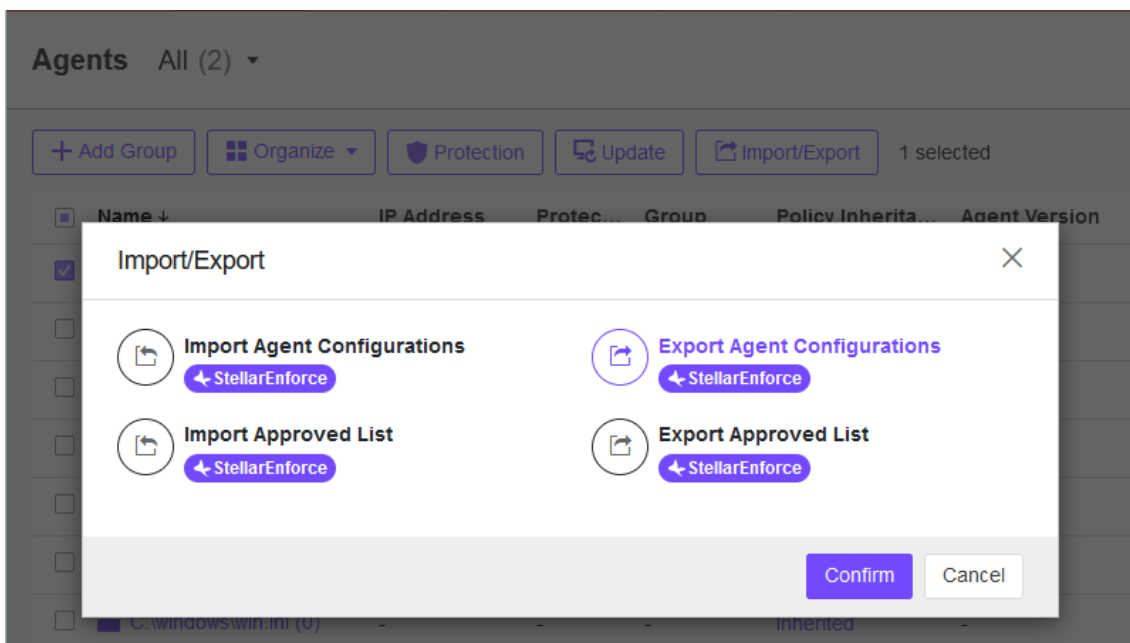 Agents All (2)
Add Group Organize Protection Update Import/Export 1 selected
Name IP Address Protec... Group Policy Inherita... Agent Version
Import/Export
Import Agent Configurations
StellarEnforce
Export Agent Configurations
StellarEnforce
Import Approved List
StellarEnforce
Export Approved List
StellarEnforce
Confirm Cancel
C:\windows\win.ini (0) - - - Inherited -